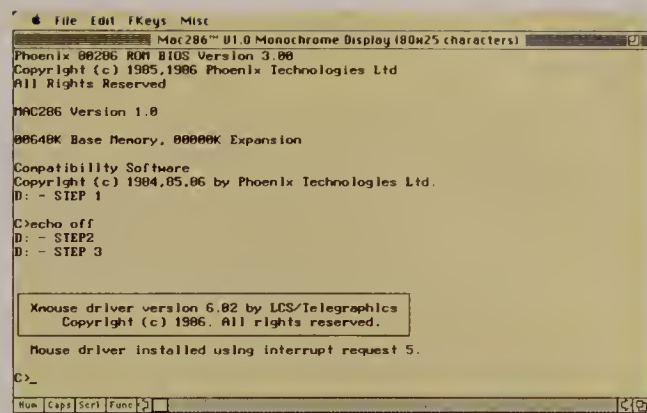 File Edit FKeys Misc
Mac286™ V1.0 Monochrome Display (80x25 characters)
Phoenix 80286 ROM BIOS Version 3.00
Copyright (c) 1985,1986 Phoenix Technologies Ltd
All Rights Reserved
MAC286 Version 1.0
00640K Base Memory, 00000K Expansion
Compatibility Software
Copyright (c) 1984,85,86 by Phoenix Technologies Ltd.
D: - STEP 1
C>echo off
D: - STEP2
D: - STEP 3
Xmouse driver version 6.02 by LCS/Telegraphics
Copyright (c) 1986. All rights reserved.
Mouse driver installed using interrupt request 5.
C>_
Num Caps Scrl Func